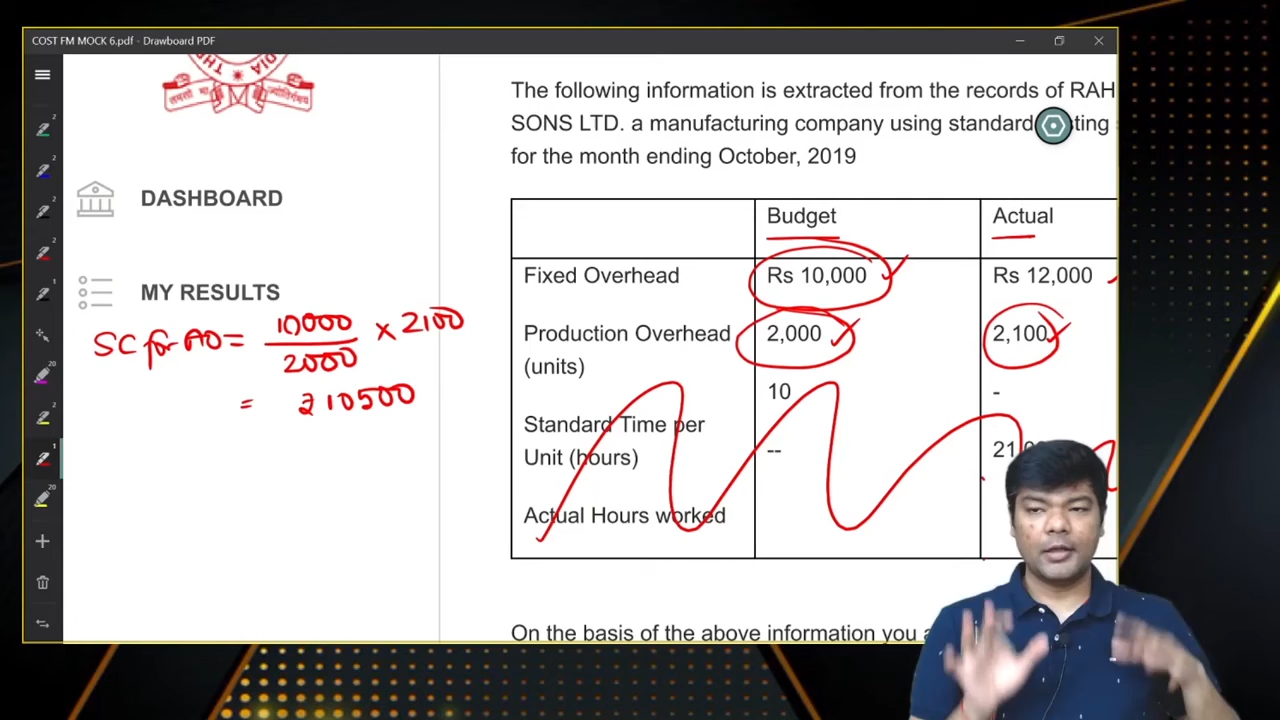 COST FM MOCK 6.pdf - Drawboard PDF
The following information is extracted from the records of RAH
SONS LTD. a manufacturing company using standard
for the month ending October, 2019
DASHBOARD
MY RESULTS
Budget
Actual
Fixed Overhead
Rs 10,000
Rs 12,000
Production Overhead
(units)
2,000
2,100
10
-
Standard Time per
Unit (hours)
--
Actual Hours worked
SC for AO = 10000
2000
× 2100
= ₹10500
On the basis of the above information you